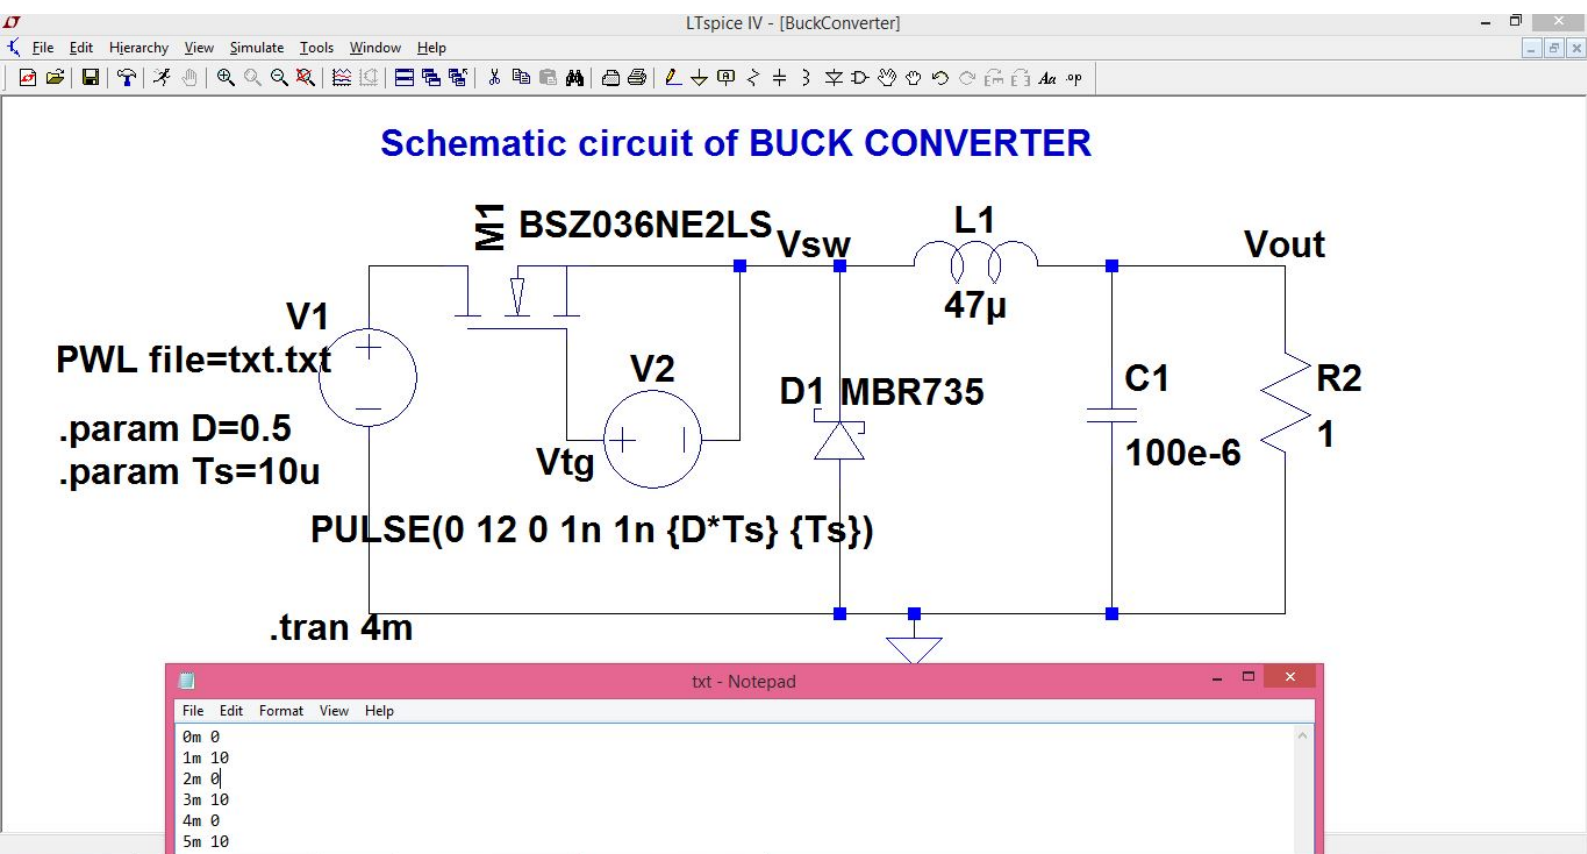 LTspice IV - [BuckConverter]
File Edit Hierarchy View Simulate Tools Window Help
Schematic circuit of BUCK CONVERTER
M1
BSZ036NE2LS
Vsw
L1
Vout
47µ
V1
PWL file=txt.txt
V2
D1
MBR735
C1
R2
.param D=0.5
1
Vtg
100e-6
.param Ts=10u
PULSE(0 12 0 1n 1n {D*Ts} {Ts})
.tran 4m
txt - Notepad
File Edit Format View Help
0m 0
1m 10
2m 0
3m 10
4m 0
5m 10